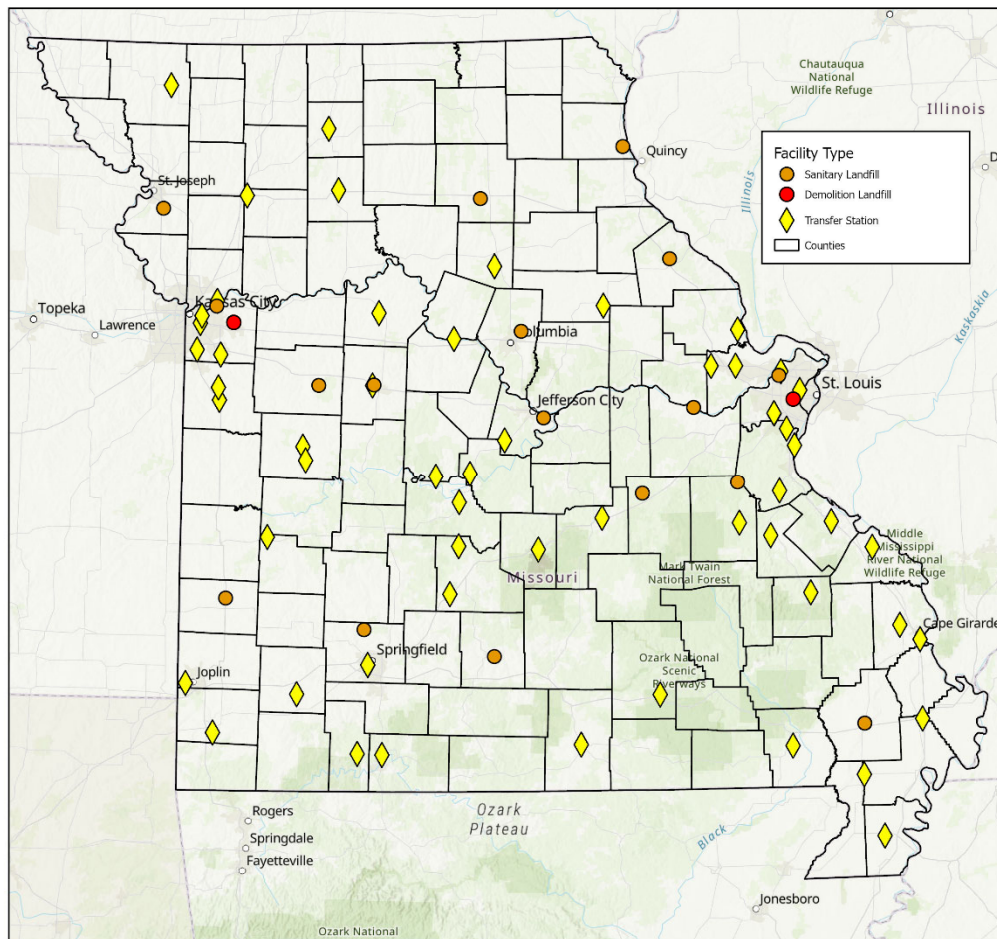 Chautauqua
National
Wildlife Refuge
Illinois
Facility Type
Sanitary Landfill
Demolition Landfill
Transfer Station
Counties
Illinois
Quincy
D
St. Joseph
Kaskaskia
Kansas City
Topeka
Lawrence
Columbia
St. Louis
Jefferson City
Middle
Mississippi
River National
Wildlife Refuge
Missouri
Mark Twain
National Forest
Cape Girarde
Springfield
Ozark National
Scenic
Riverways
Joplin
Rogers
Springdale
Fayetteville
Ozark
Plateau
Black
Jonesboro
Ozark National